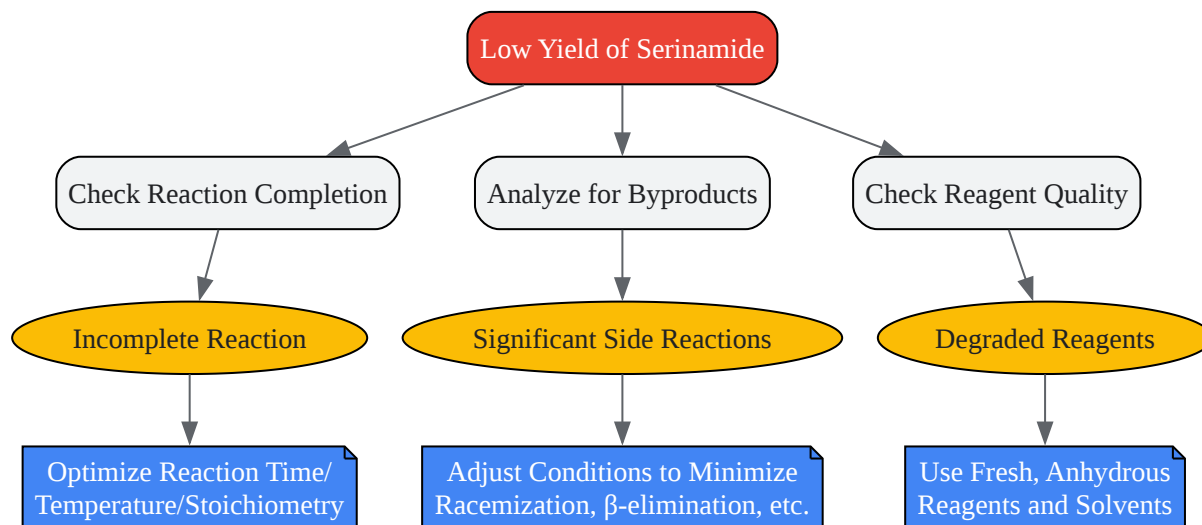 Low Yield of Serinamide
Check Reaction Completion
Analyze for Byproducts
Check Reagent Quality
Incomplete Reaction
Significant Side Reactions
Degraded Reagents
Optimize Reaction Time/
Temperature/Stoichiometry
Adjust Conditions to Minimize
Racemization, β-elimination, etc.
Use Fresh, Anhydrous
Reagents and Solvents